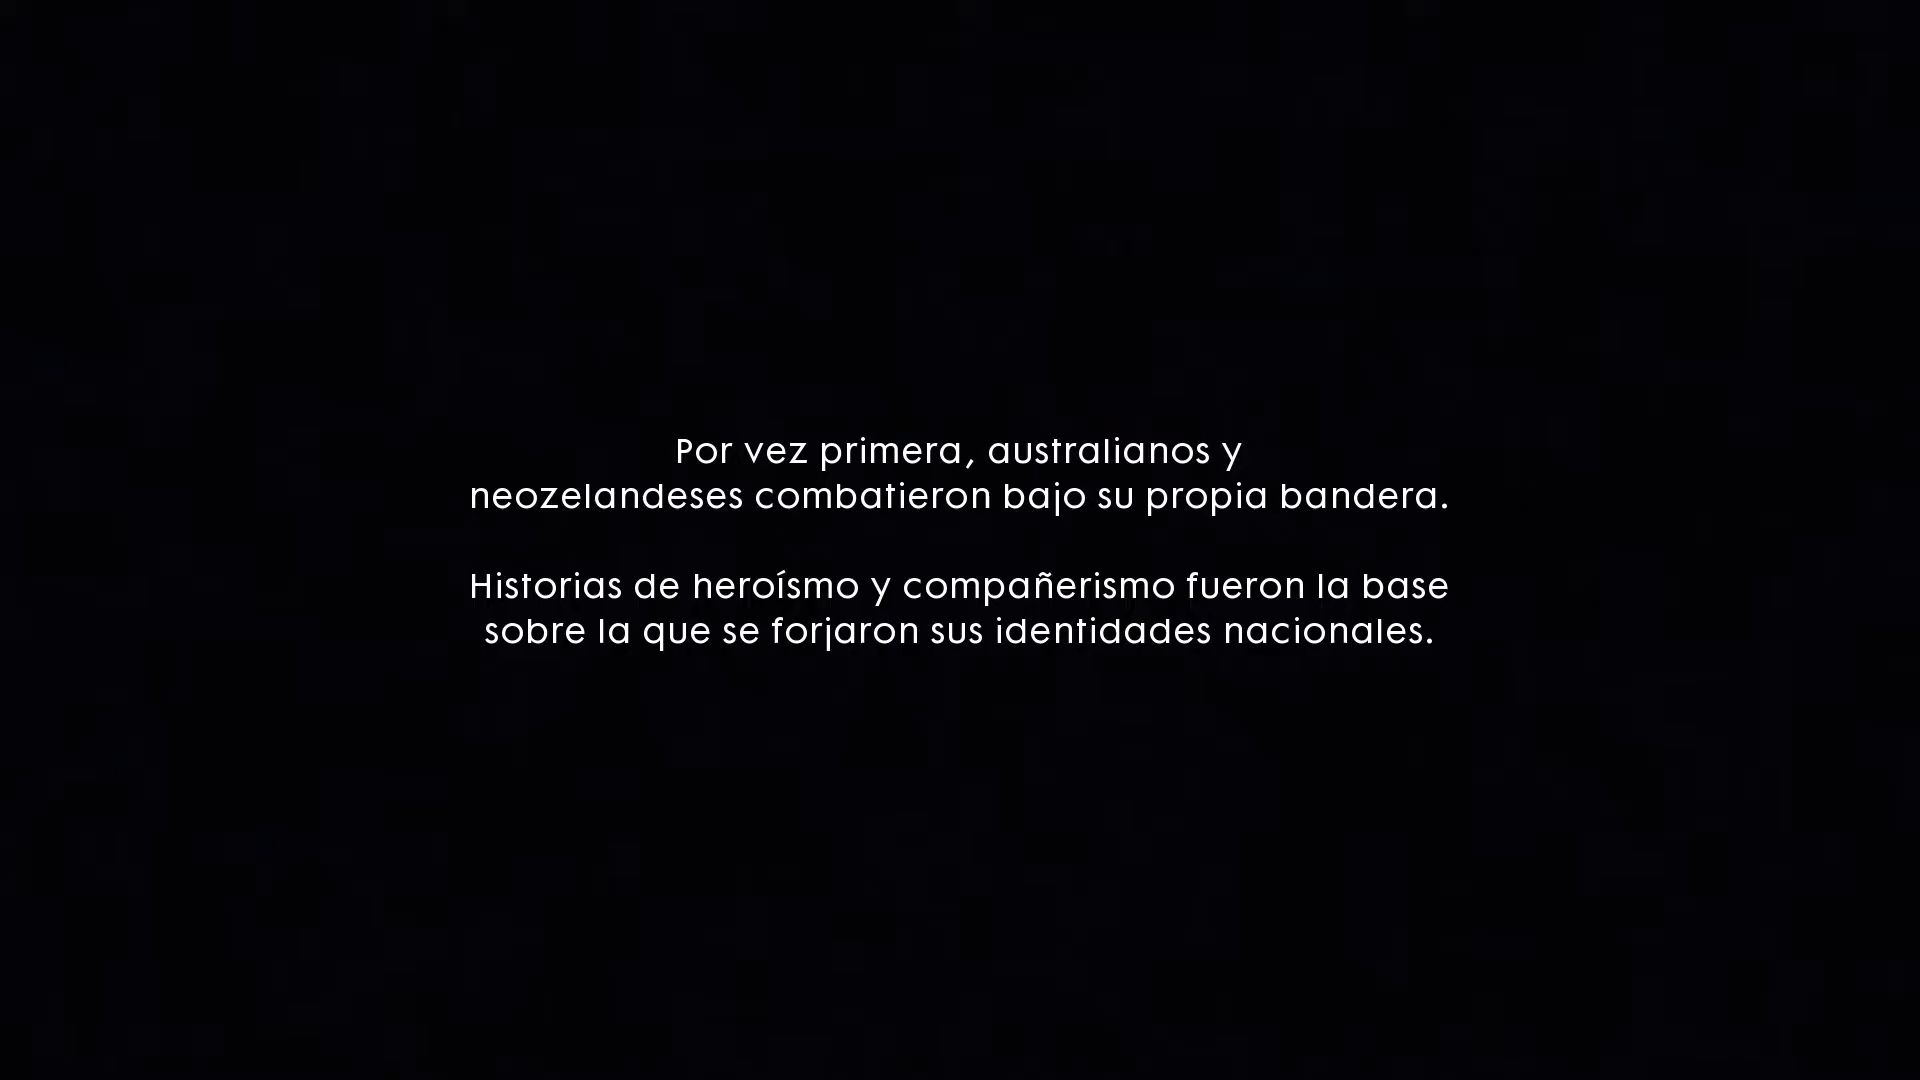 Por vez primera, australianos y
neozelandeses combatieron bajo su propia bandera.
Historias de heroísmo y compañerismo fueron la base
sobre la que se forjaron sus identidades nacionales.